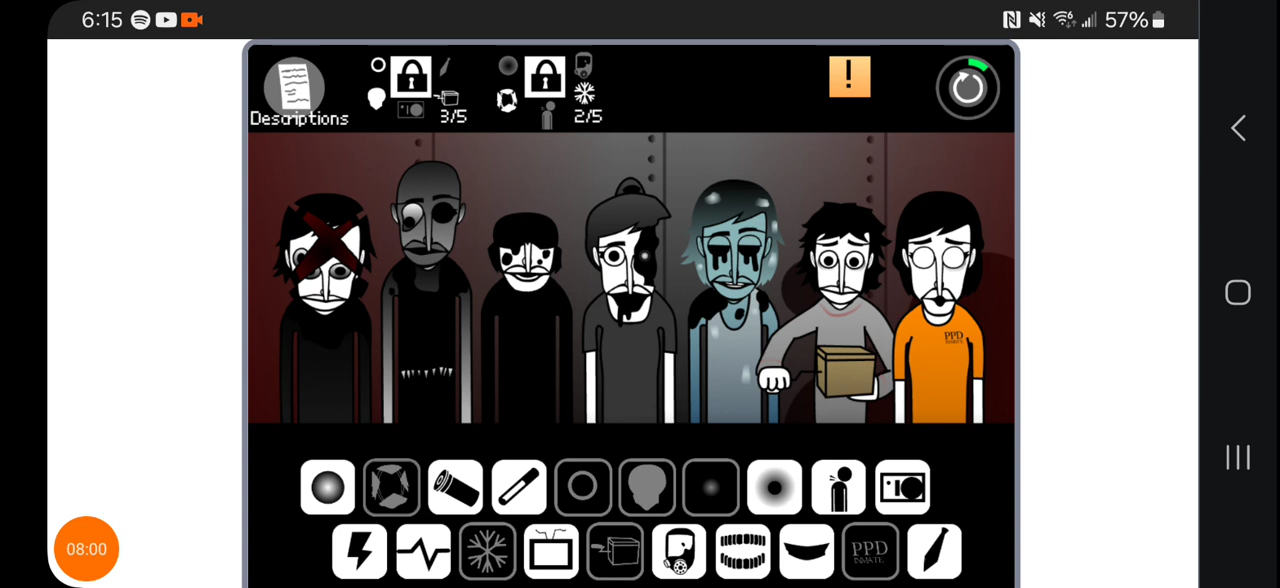 6:15
57%
Descriptions
3/5
2/5
!
PPD
INMATE
PPD
INMATE
08:00